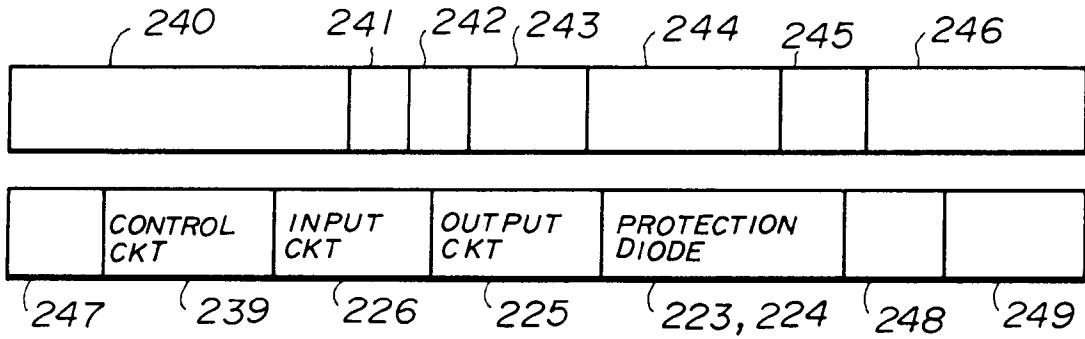 240 241 242 243 244 245 246
CONTROL CKT
INPUT CKT
OUTPUT CKT
PROTECTION DIODE
247 239 226 225 223, 224 248 249